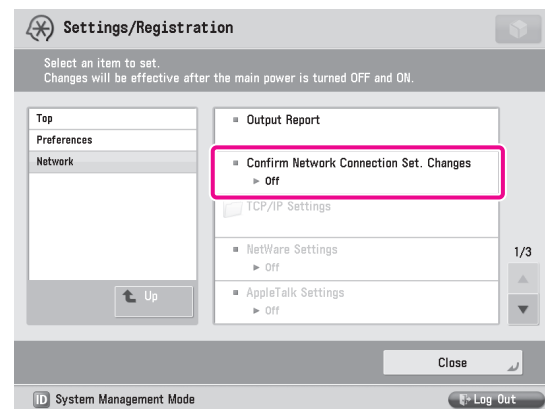 Settings/Registration
Select an item to set.
Changes will be effective after the main power is turned OFF and ON.
Top
Preferences
Network
Up
Output Report
Confirm Network Connection Set. Changes
► Off
TCP/IP Settings
NetWare Settings
► Off
AppleTalk Settings
► Off
1/3
Close
ID System Management Mode
Log Out